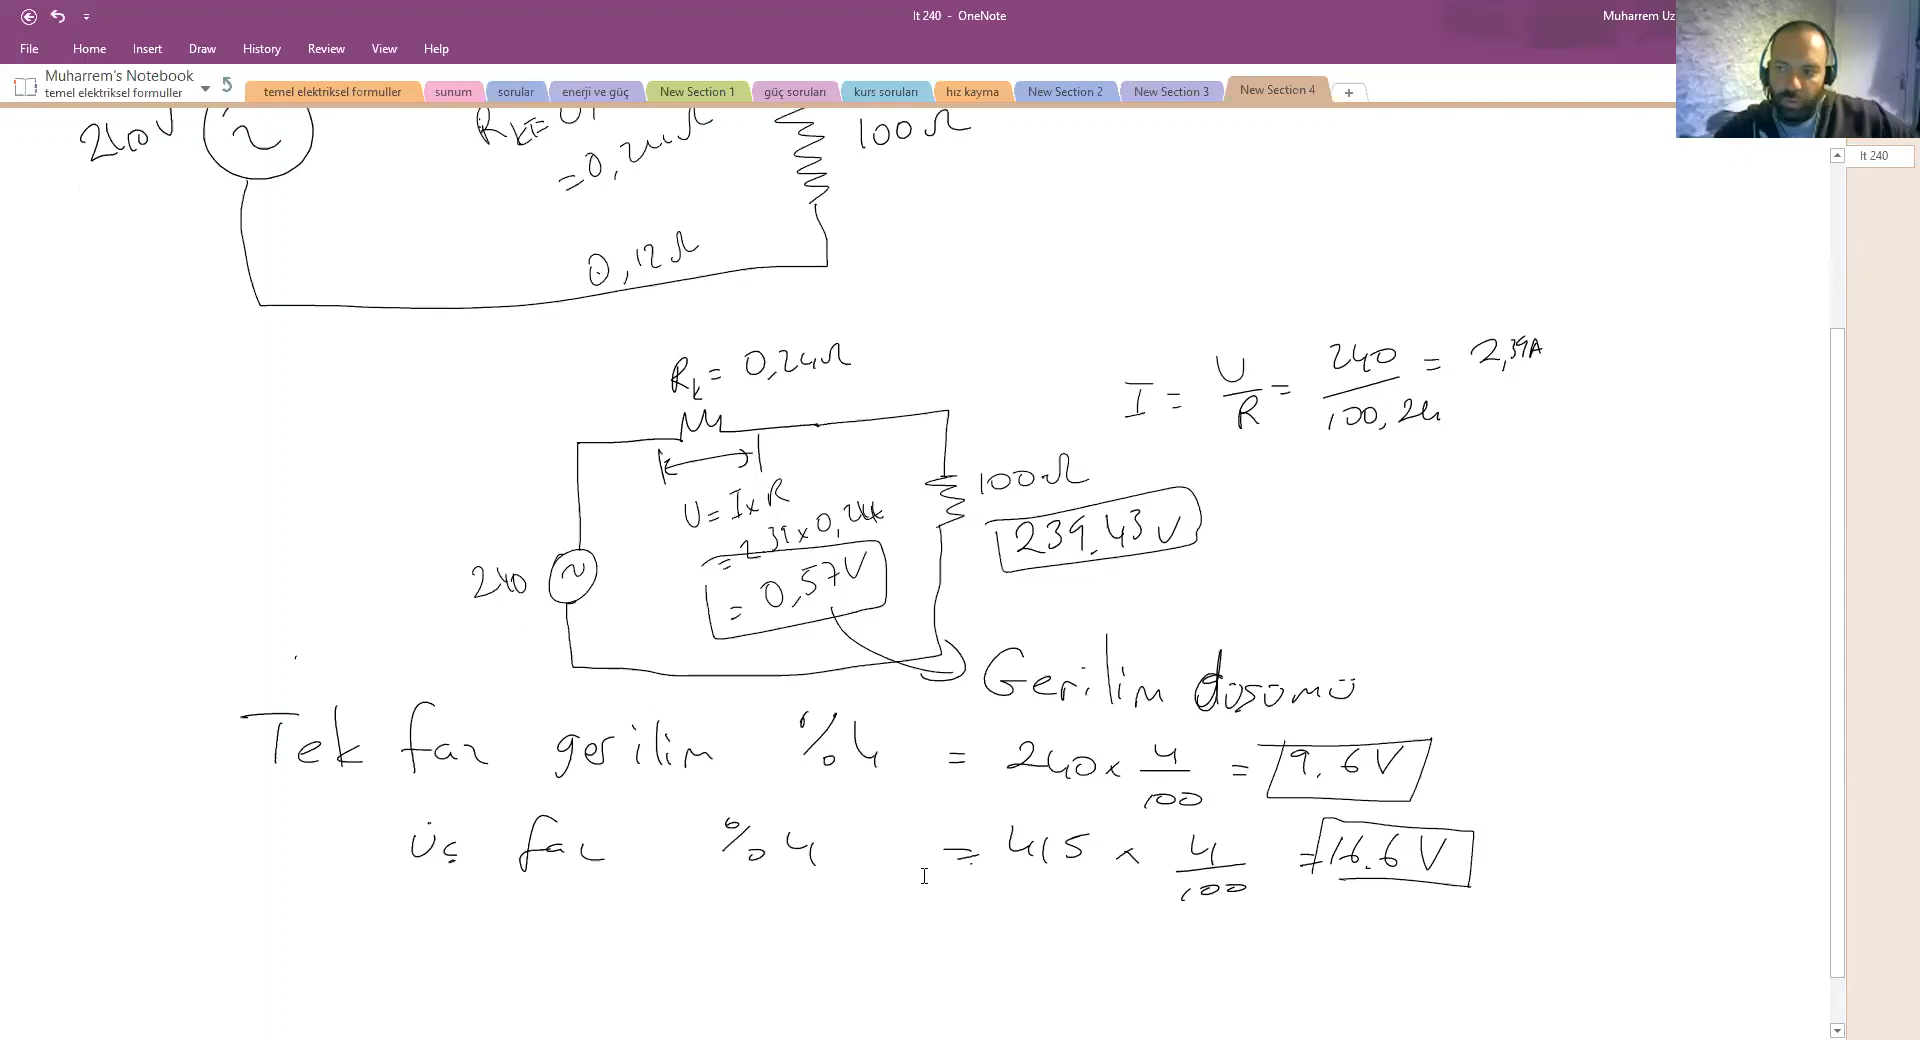 It 240 - OneNote
Muharrem Uz
File Home Insert Draw History Review View Help
Muharrem's Notebook
temel elektriksel formuller
temel elektriksel formuller sunum sorular enerji ve güç New Section 1 güç soruları kurs soruları hız kayma New Section 2 New Section 3 New Section 4 +
It 240
240V
100Ω
=0,24Ω
0,12Ω
Rk= 0,24Ω
I = U/R = 240/100,24 = 2,39A
100Ω
U= I×R
= 2,39×0,24
= 0,57V
239.43 V
240
Gerilim düşümü
Tek faz gerilim %4 = 240× 4/100 = 9.6V
üç faz %4 = 415 × 4/100 = 16.6 V